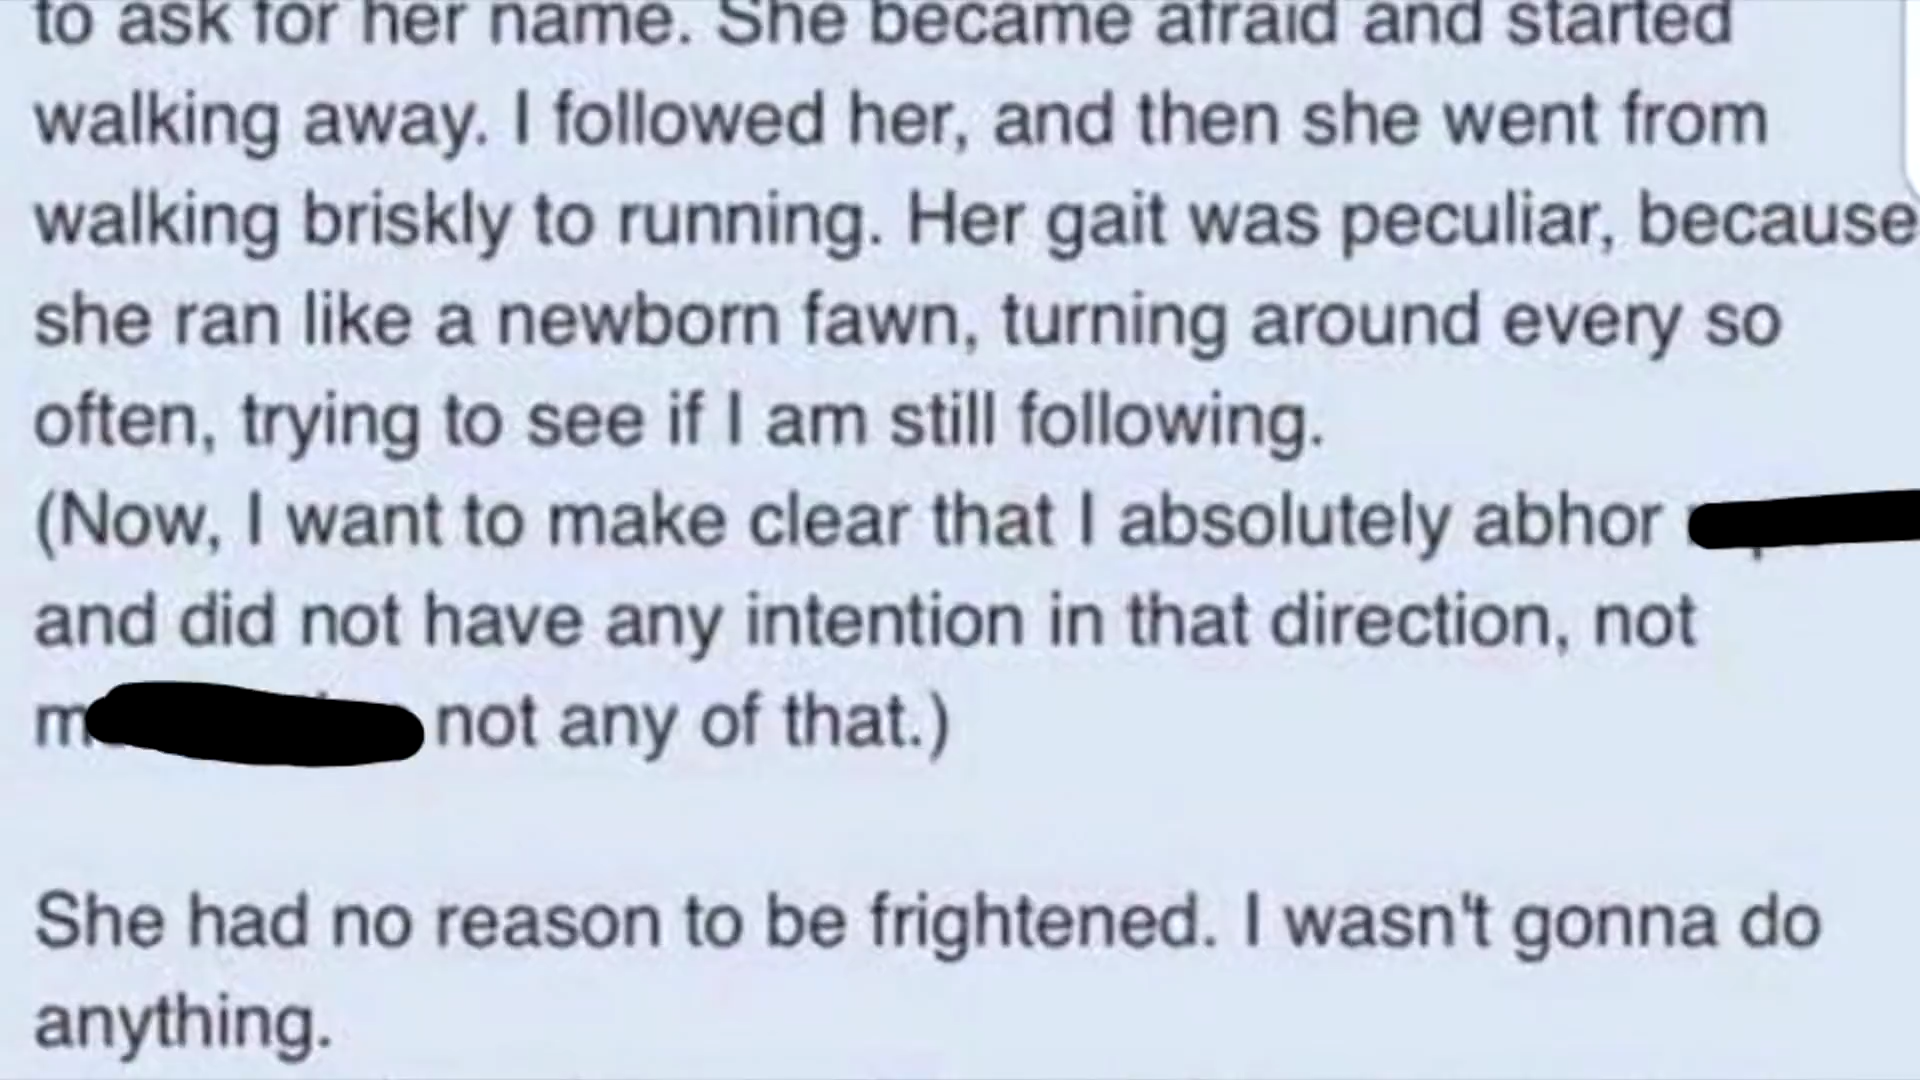 to ask for her name. She became afraid and started
walking away. I followed her, and then she went from
walking briskly to running. Her gait was peculiar, because
she ran like a newborn fawn, turning around every so
often, trying to see if I am still following.
(Now, I want to make clear that I absolutely abhor
and did not have any intention in that direction, not
not any of that.)
She had no reason to be frightened. I wasn't gonna do
anything.